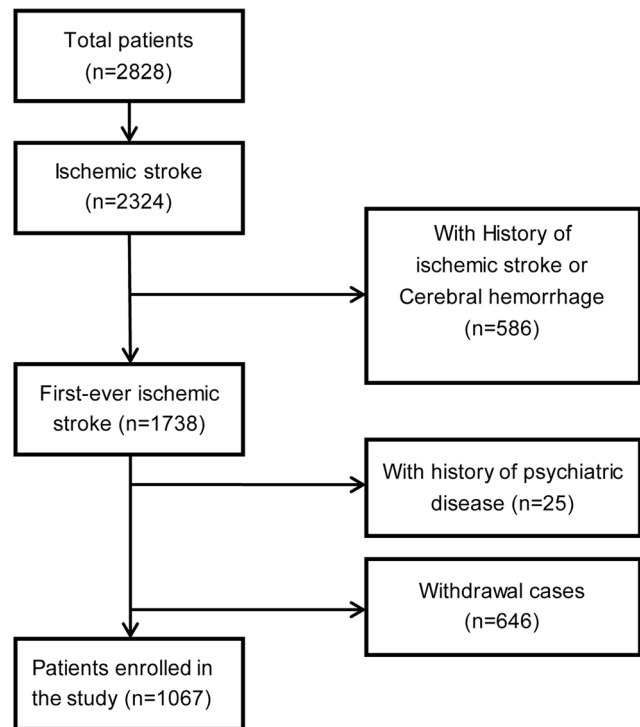 Total patients
(n=2828)
Ischemic stroke
(n=2324)
With History of
ischemic stroke or
Cerebral hemorrhage
(n=586)
First-ever ischemic
stroke (n=1738)
With history of psychiatric
disease (n=25)
Withdrawal cases
(n=646)
Patients enrolled in
the study (n=1067)